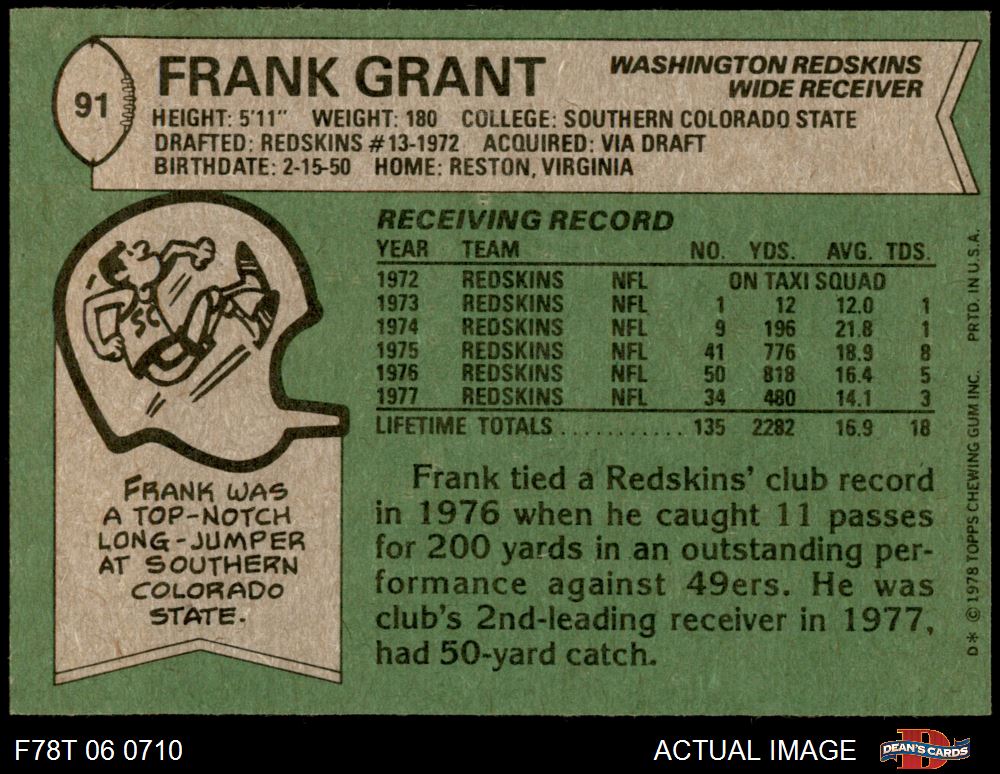 91
FRANK GRANT
WASHINGTON REDSKINS
WIDE RECEIVER
HEIGHT: 5'11" WEIGHT: 180 COLLEGE: SOUTHERN COLORADO STATE
DRAFTED: REDSKINS #13-1972 ACQUIRED: VIA DRAFT
BIRTHDATE: 2-15-50 HOME: RESTON, VIRGINIA
RECEIVING RECORD
YEAR TEAM NO. YDS. AVG. TDS.
1972 REDSKINS NFL ON TAXI SQUAD
1973 REDSKINS NFL 1 12 12.0 1
1974 REDSKINS NFL 9 196 21.8 1
1975 REDSKINS NFL 41 776 18.9 8
1976 REDSKINS NFL 50 818 16.4 5
1977 REDSKINS NFL 34 480 14.1 3
LIFETIME TOTALS............ 135 2282 16.9 18
SC
FRANK WAS
A TOP-NOTCH
LONG-JUMPER
AT SOUTHERN
COLORADO
STATE.
Frank tied a Redskins' club record
in 1976 when he caught 11 passes
for 200 yards in an outstanding per-
formance against 49ers. He was
club's 2nd-leading receiver in 1977,
had 50-yard catch.
D* © 1978 TOPPS CHEWING GUM INC. PRTD. IN U.S.A.
F78T 06 0710
ACTUAL IMAGE
DEAN'S CARDS